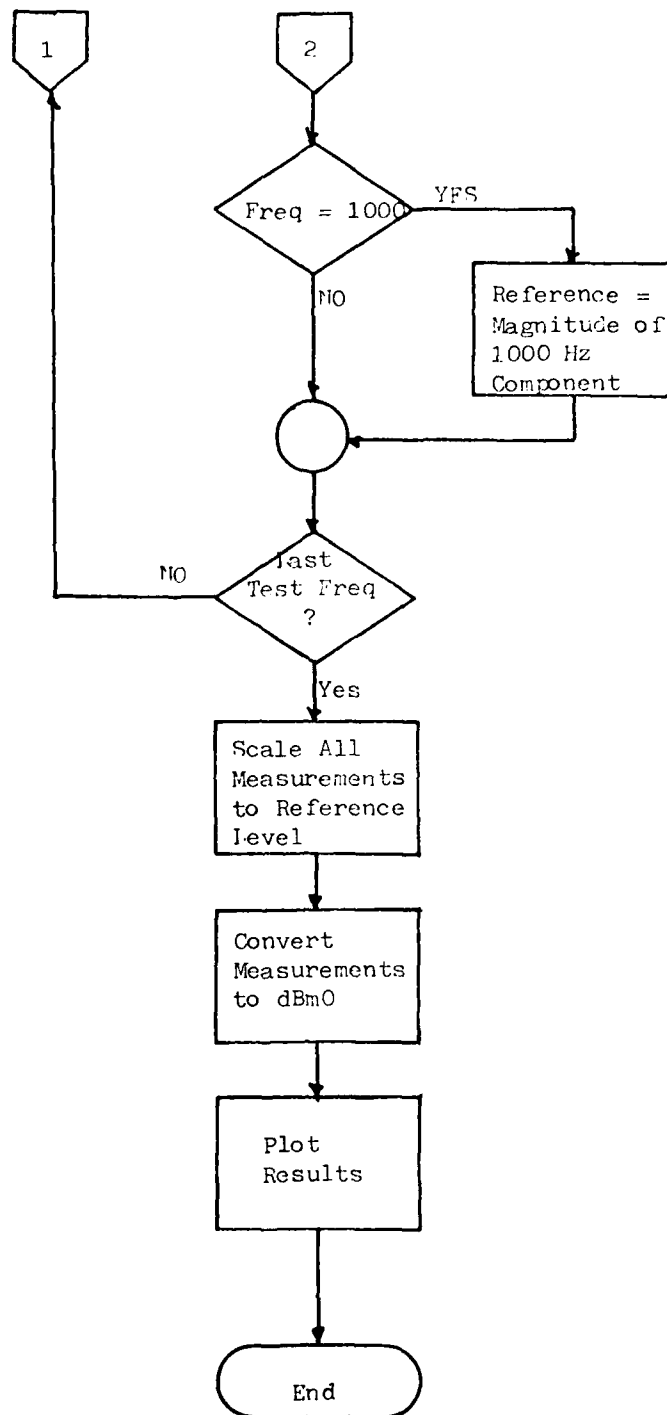 1
2
Freq = 1000
YES
NO
Reference =
Magnitude of
1000 Hz
Component
last
Test Freq
?
NO
Yes
Scale All
Measurements
to Reference
Level
Convert
Measurements
to dBm0
Plot
Results
End